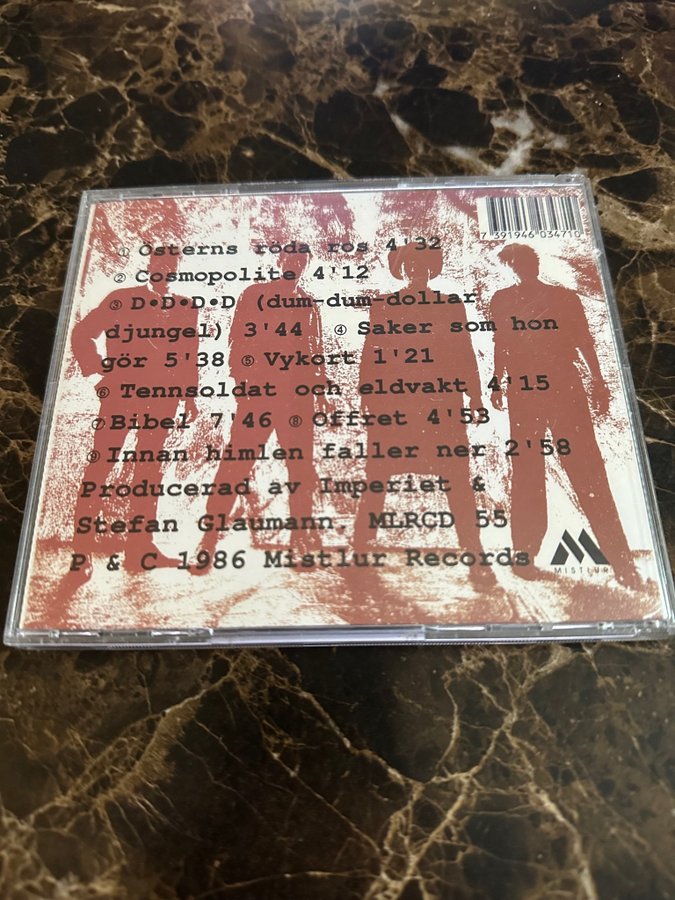 7 391946 034710
① Österns röda ros 4'32
② Cosmopolite 4'12
③ D•D•D•D (dum-dum-dollar
djungel) 3'44 ④ Saker som hon
gör 5'38 ⑤ Vykort 1'21
⑥ Tennsoldat och eldvakt 4'15
⑦ Bibel 7'46 ⑧ Offret 4'53
⑨ Innan himlen faller ner 2'58
Producerad av Imperiet &
Stefan Glaumann. MLRCD 55
P & C 1986 Mistlur Records
MISTLUR